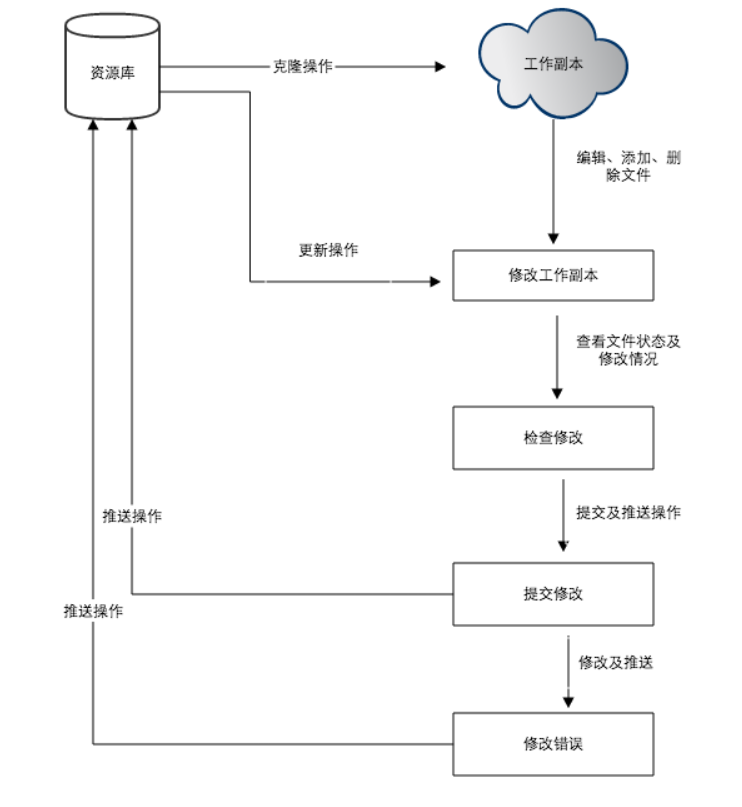 资源库
克隆操作
工作副本
编辑、添加、删
除文件
更新操作
修改工作副本
查看文件状态及
修改情况
检查修改
推送操作
提交及推送操作
提交修改
推送操作
修改及推送
修改错误